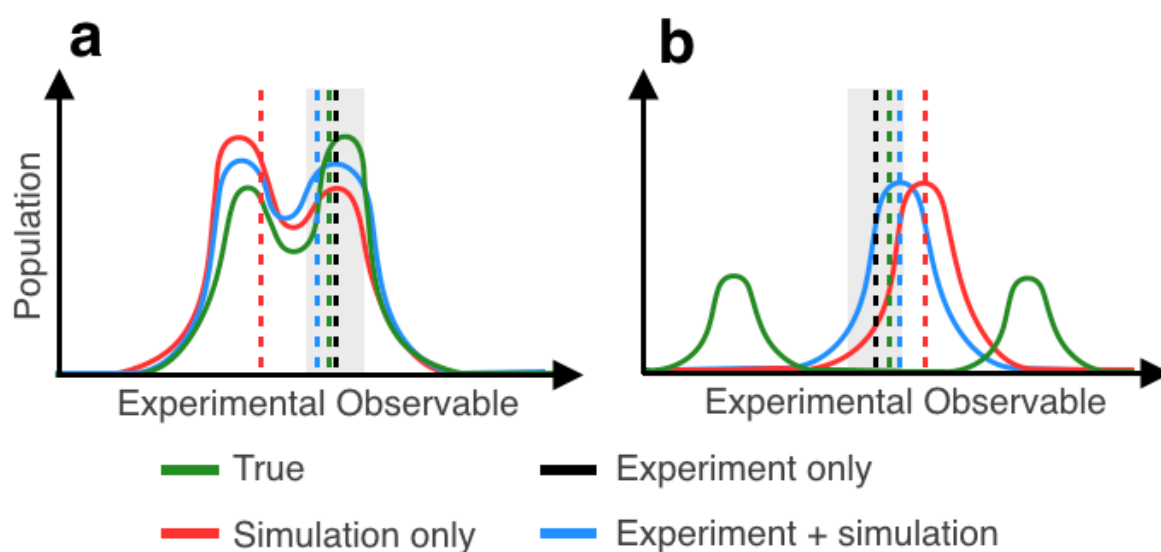 a
b
Population
Experimental Observable
Experimental Observable
True
Experiment only
Simulation only
Experiment + simulation